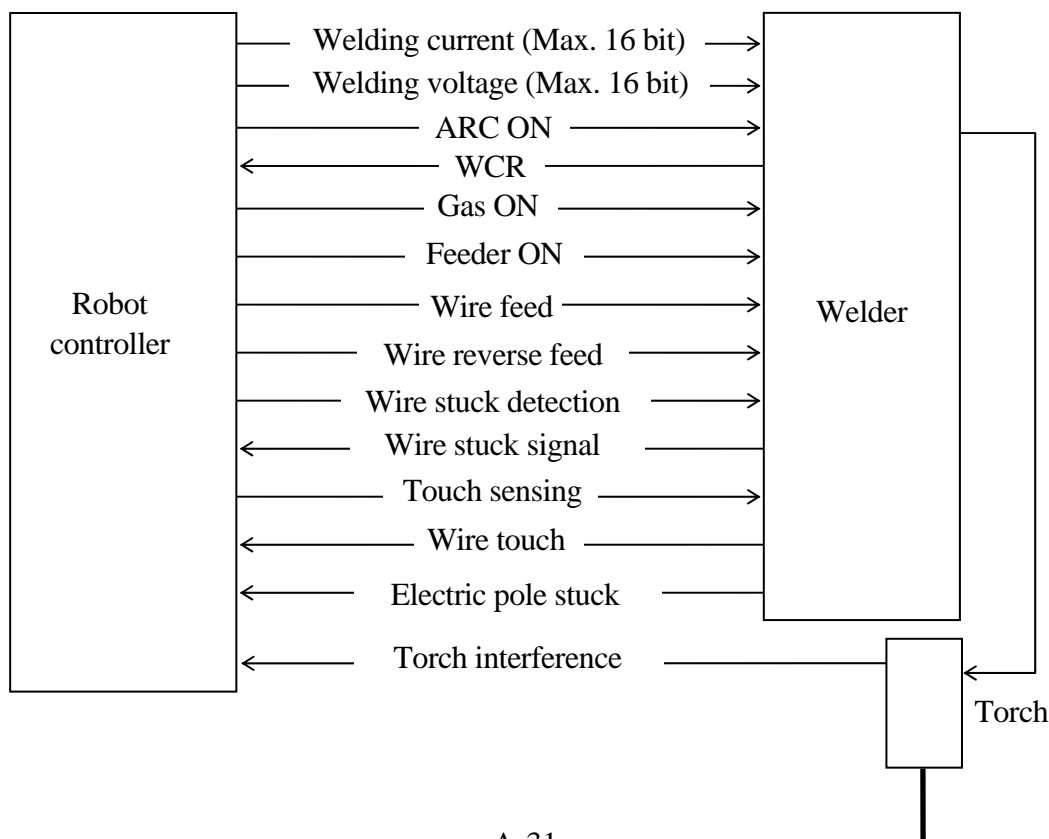 Welding current (Max. 16 bit)
Welding voltage (Max. 16 bit)
ARC ON
WCR
Gas ON
Feeder ON
Robot
controller
Wire feed
Welder
Wire reverse feed
Wire stuck detection
Wire stuck signal
Touch sensing
Wire touch
Electric pole stuck
Torch interference
Torch